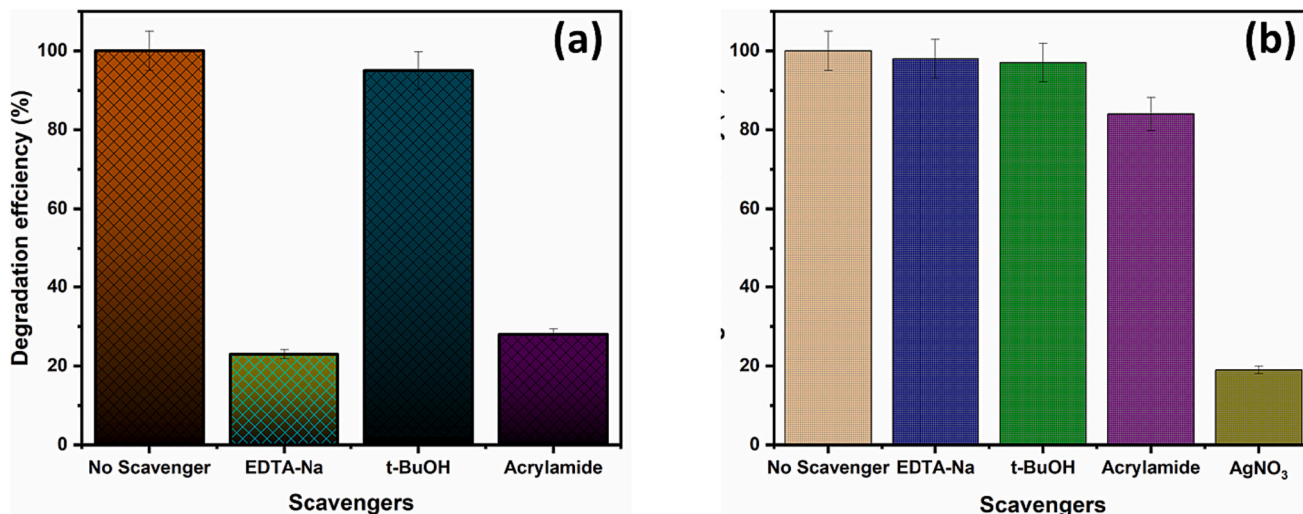 (a)
Degradation effciency (%)
100
80
60
40
20
0
No Scavenger EDTA-Na t-BuOH Acrylamide
Scavengers
(b)
100
80
60
40
20
0
No Scavenger EDTA-Na t-BuOH Acrylamide AgNO₃
Scavengers